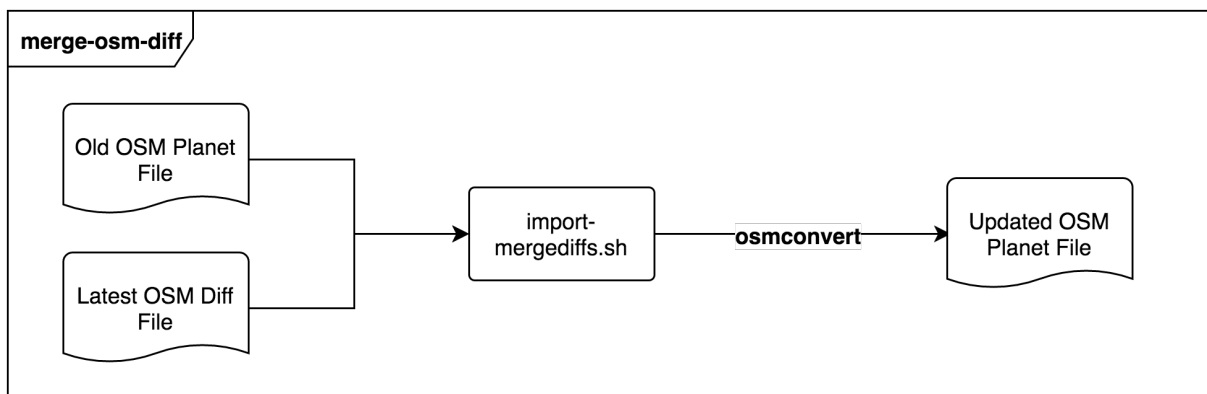 merge-osm-diff
Old OSM Planet
File
Latest OSM Diff
File
import-
mergediffs.sh
osmconvert
Updated OSM
Planet File